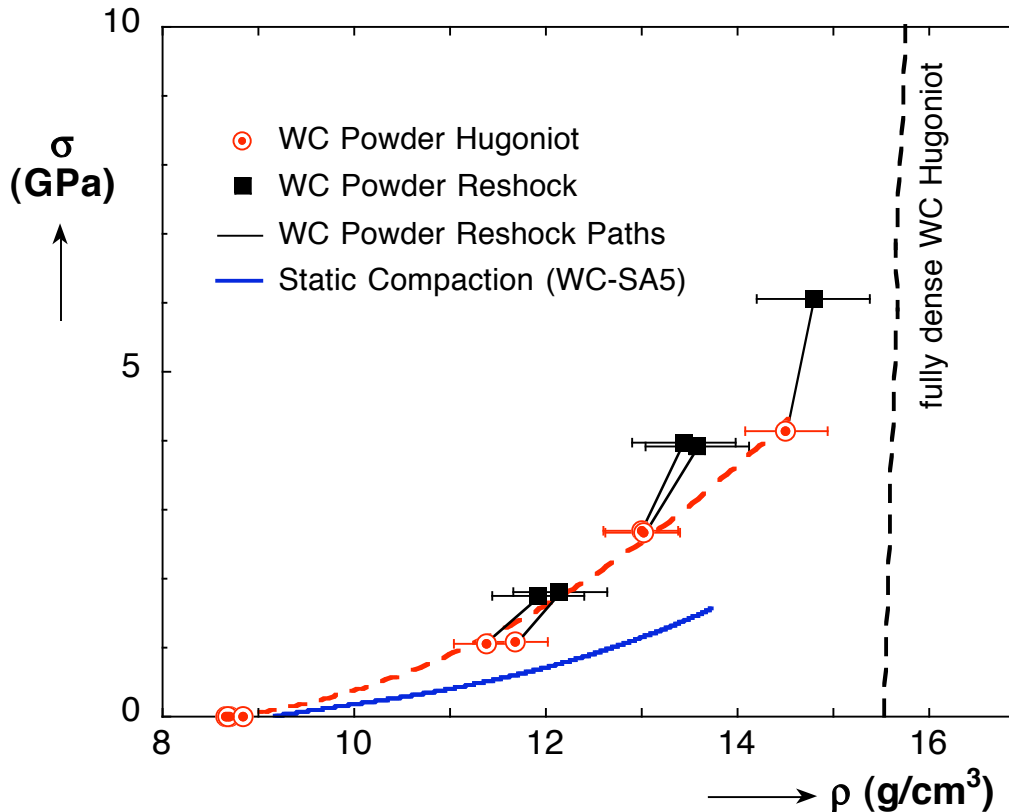 10
σ
(GPa)
WC Powder Hugoniot
WC Powder Reshock
WC Powder Reshock Paths
Static Compaction (WC-SA5)
fully dense WC Hugoniot
5
0
8
10
12
14
16
ρ (g/cm³)